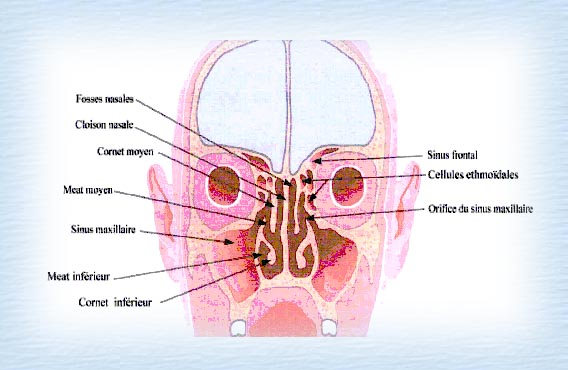 Fosses nasales
Cloison nasale
Cornet moyen
Meat moyen
Sinus maxillaire
Meat inférieur
Cornet inférieur
Sinus frontal
Cellules ethmoïdales
Orifice du sinus maxillaire